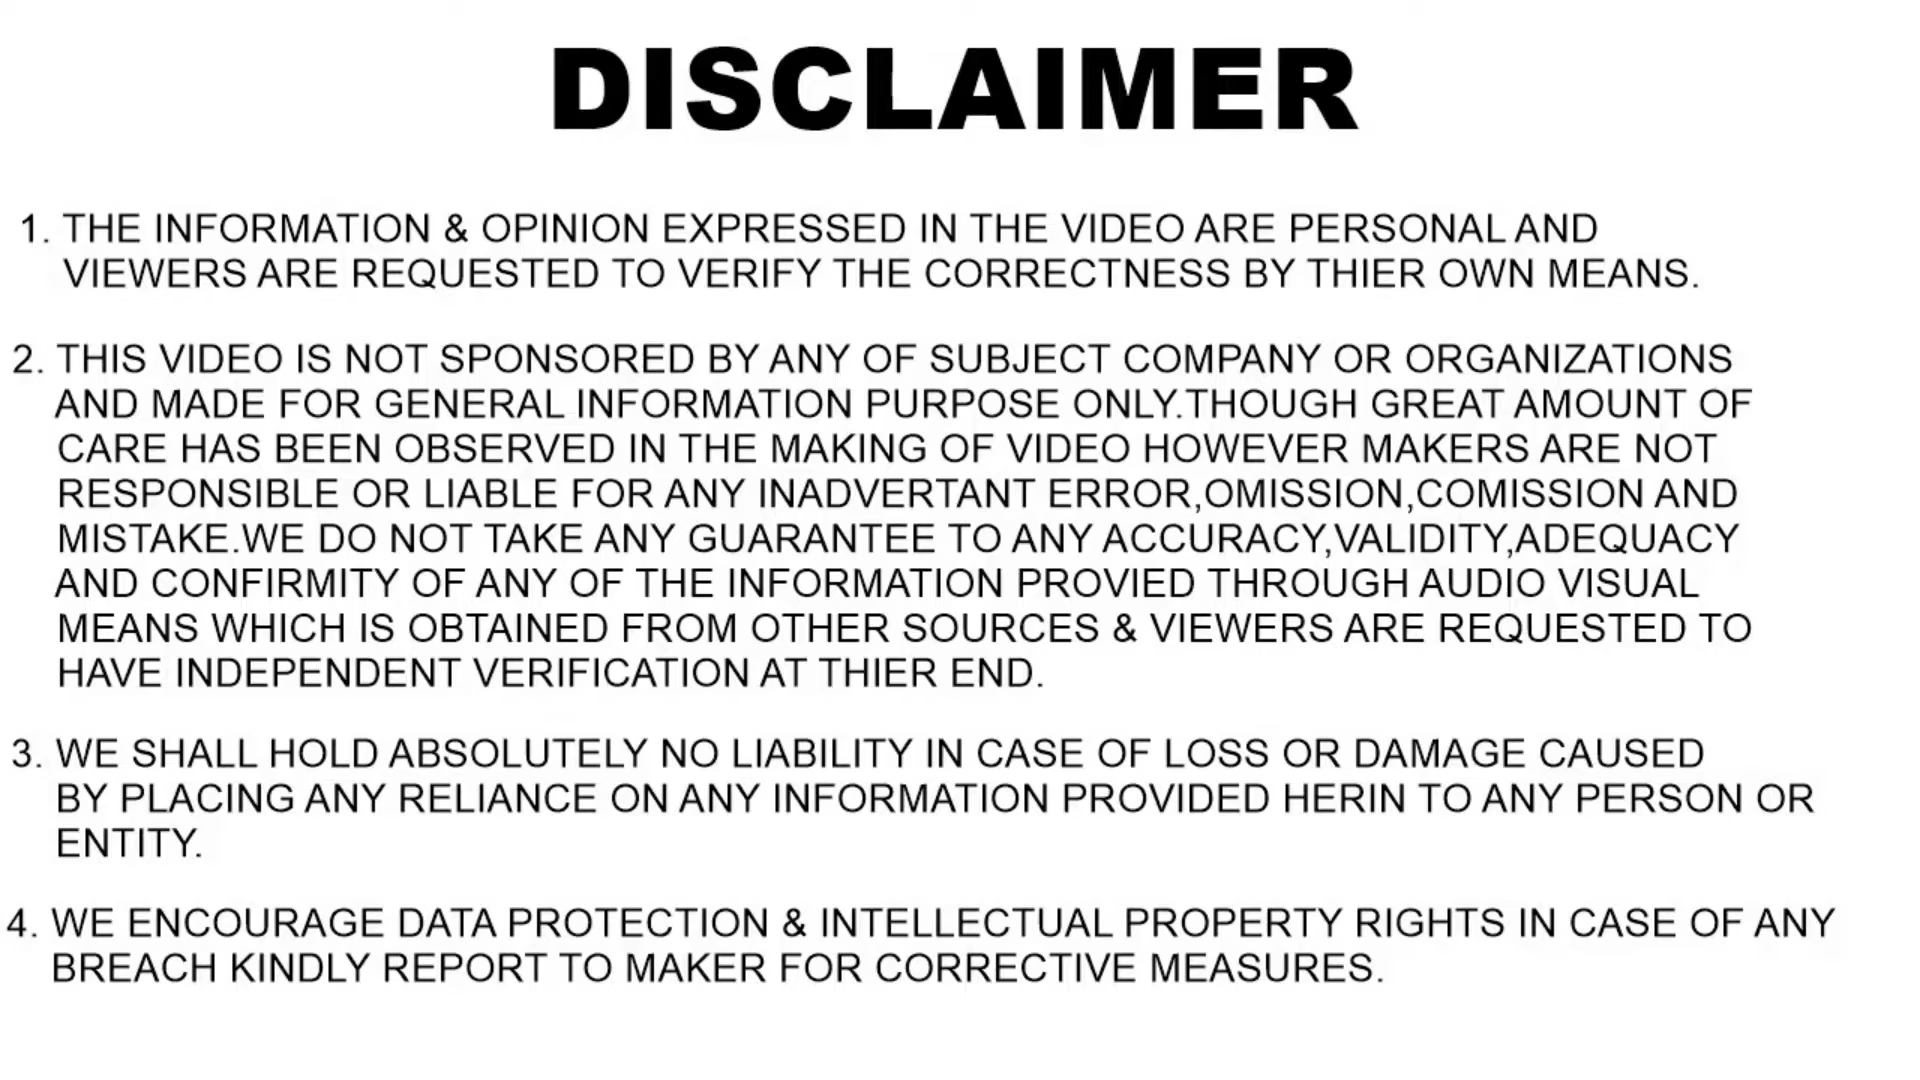 DISCLAIMER
1. THE INFORMATION & OPINION EXPRESSED IN THE VIDEO ARE PERSONAL AND
VIEWERS ARE REQUESTED TO VERIFY THE CORRECTNESS BY THIER OWN MEANS.
2. THIS VIDEO IS NOT SPONSORED BY ANY OF SUBJECT COMPANY OR ORGANIZATIONS
AND MADE FOR GENERAL INFORMATION PURPOSE ONLY.THOUGH GREAT AMOUNT OF
CARE HAS BEEN OBSERVED IN THE MAKING OF VIDEO HOWEVER MAKERS ARE NOT
RESPONSIBLE OR LIABLE FOR ANY INADVERTANT ERROR,OMISSION,COMISSION AND
MISTAKE.WE DO NOT TAKE ANY GUARANTEE TO ANY ACCURACY,VALIDITY,ADEQUACY
AND CONFIRMITY OF ANY OF THE INFORMATION PROVIED THROUGH AUDIO VISUAL
MEANS WHICH IS OBTAINED FROM OTHER SOURCES & VIEWERS ARE REQUESTED TO
HAVE INDEPENDENT VERIFICATION AT THIER END.
3. WE SHALL HOLD ABSOLUTELY NO LIABILITY IN CASE OF LOSS OR DAMAGE CAUSED
BY PLACING ANY RELIANCE ON ANY INFORMATION PROVIDED HERIN TO ANY PERSON OR
ENTITY.
4. WE ENCOURAGE DATA PROTECTION & INTELLECTUAL PROPERTY RIGHTS IN CASE OF ANY
BREACH KINDLY REPORT TO MAKER FOR CORRECTIVE MEASURES.